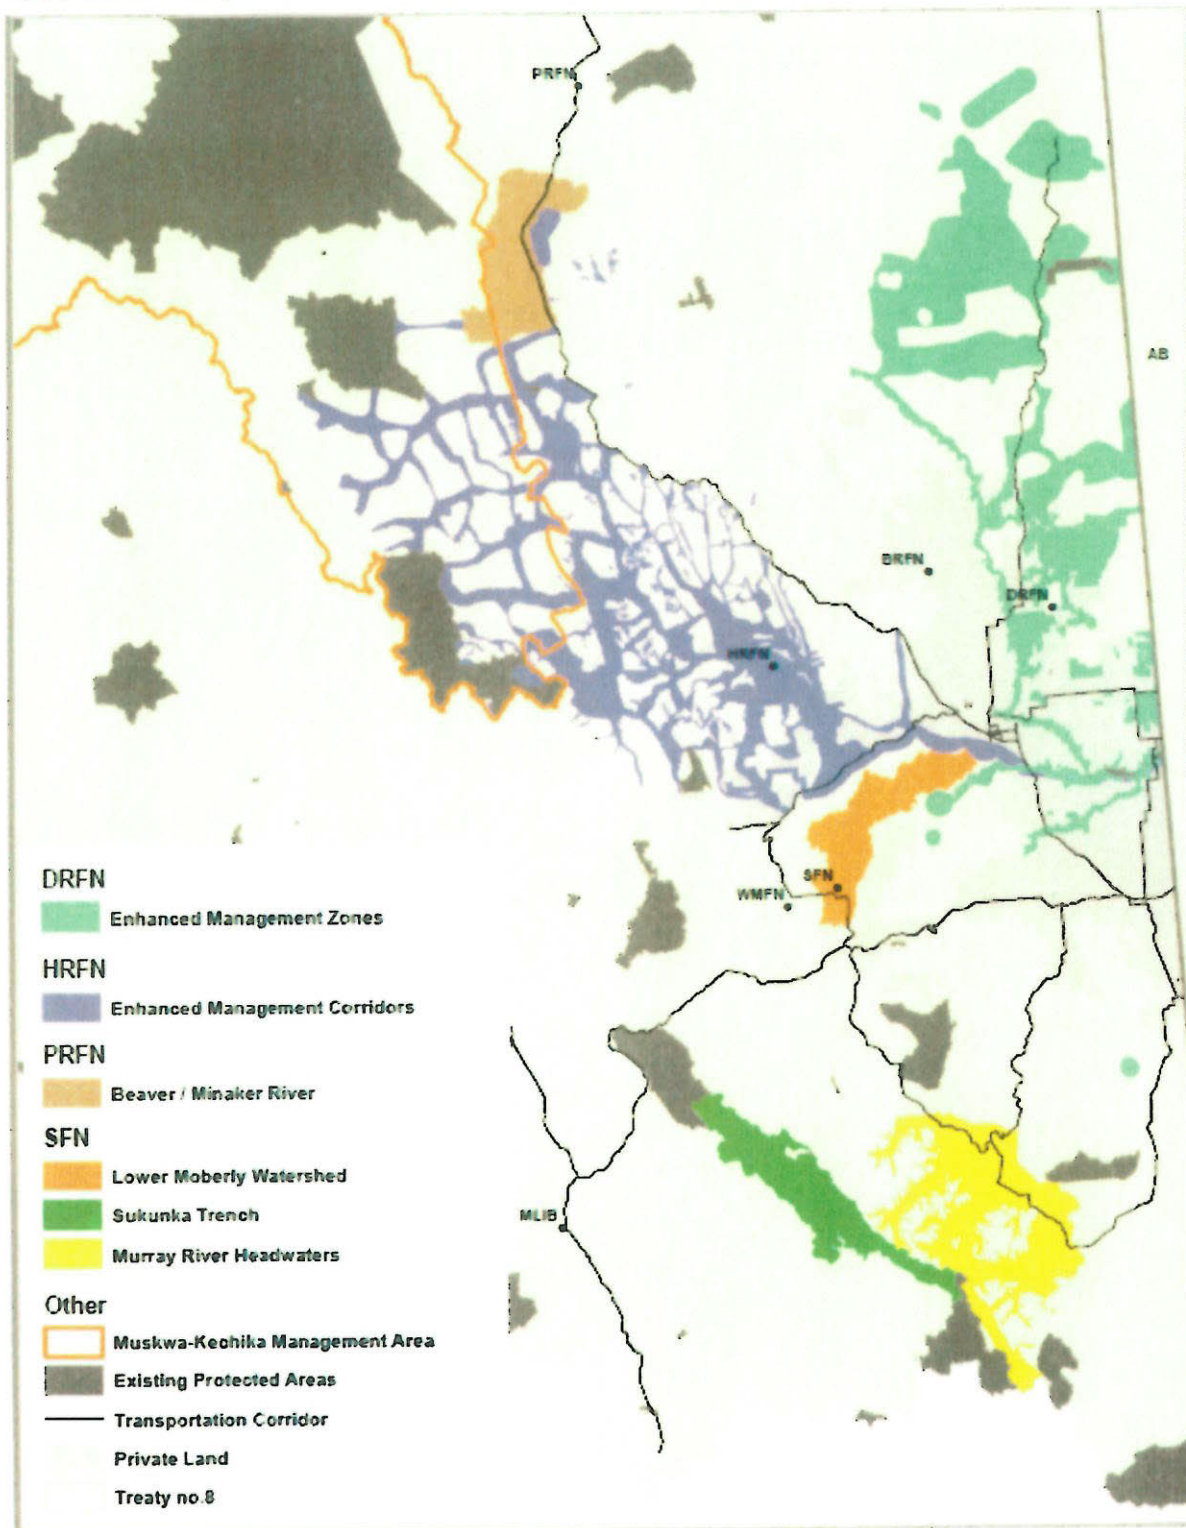 PRFN
AB
BRFN
DRFN
HRFN
SFN
WMFN
MLIB
DRFN
Enhanced Management Zones
HRFN
Enhanced Management Corridors
PRFN
Beaver / Minaker River
SFN
Lower Moberly Watershed
Sukunka Trench
Murray River Headwaters
Other
Muskwa-Kechika Management Area
Existing Protected Areas
Transportation Corridor
Private Land
Treaty no.8